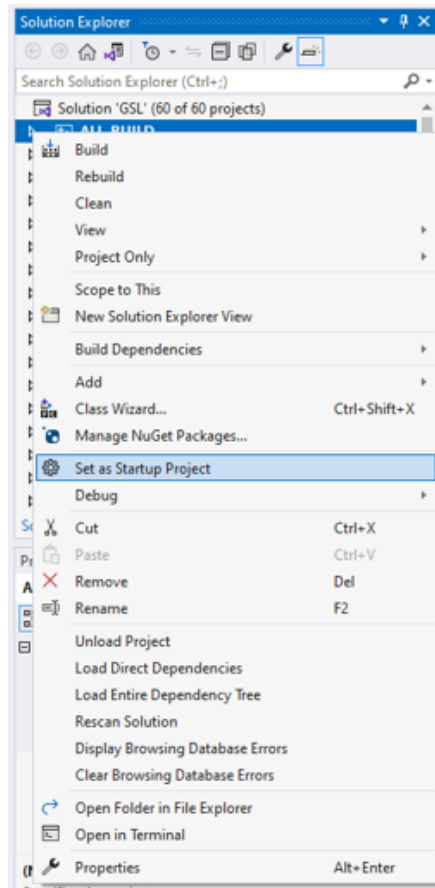 Solution Explorer
Search Solution Explorer (Ctrl+;)
Solution 'GSL' (60 of 60 projects)
ALL_BUILD
Build
Rebuild
Clean
View
Project Only
Scope to This
New Solution Explorer View
Build Dependencies
Add
Class Wizard... Ctrl+Shift+X
Manage NuGet Packages...
Set as Startup Project
Debug
Cut Ctrl+X
Paste Ctrl+V
Remove Del
Rename F2
Unload Project
Load Direct Dependencies
Load Entire Dependency Tree
Rescan Solution
Display Browsing Database Errors
Clear Browsing Database Errors
Open Folder in File Explorer
Open in Terminal
Properties Alt+Enter